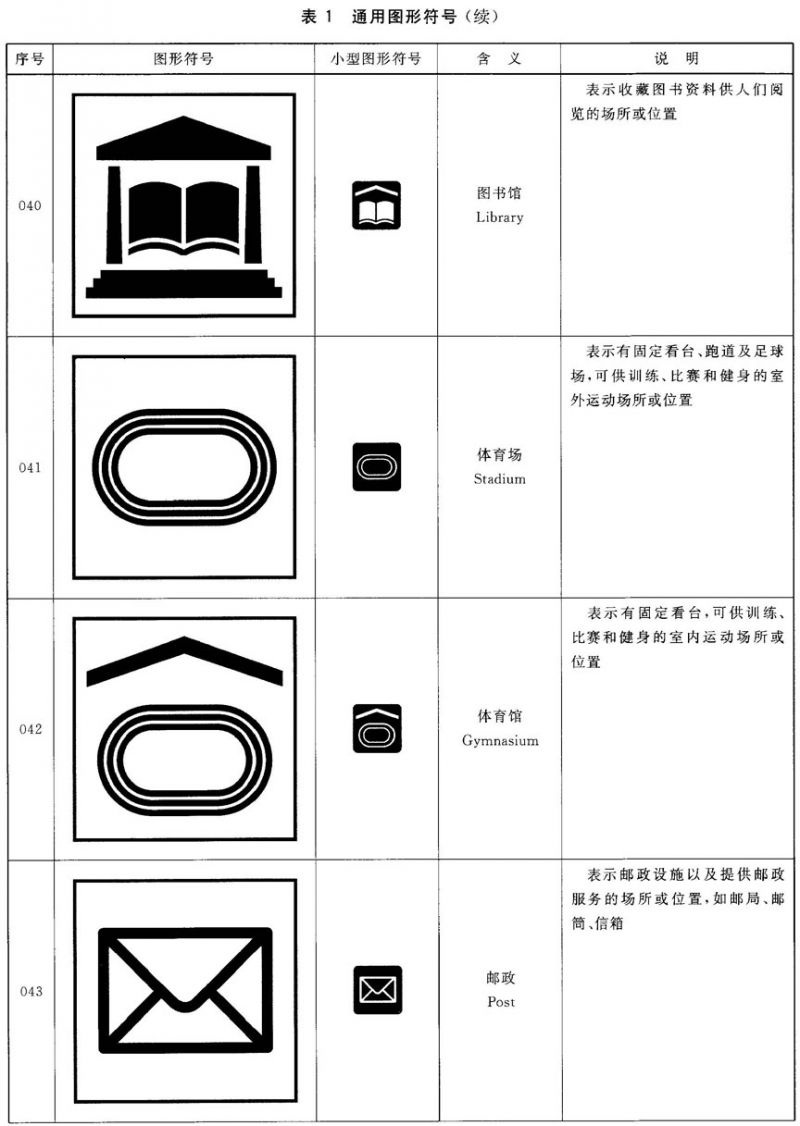 表 1 通用图形符号(续)
序号 图形符号 小型图形符号 含 义 说 明
040
图书馆
Library
表示收藏图书资料供人们阅
览的场所或位置
041
体育场
Stadium
表示有固定看台、跑道及足球
场,可供训练、比赛和健身的室
外运动场所或位置
042
体育馆
Gymnasium
表示有固定看台,可供训练、
比赛和健身的室内运动场所或
位置
043
邮政
Post
表示邮政设施以及提供邮政
服务的场所或位置,如邮局、邮
筒、信箱